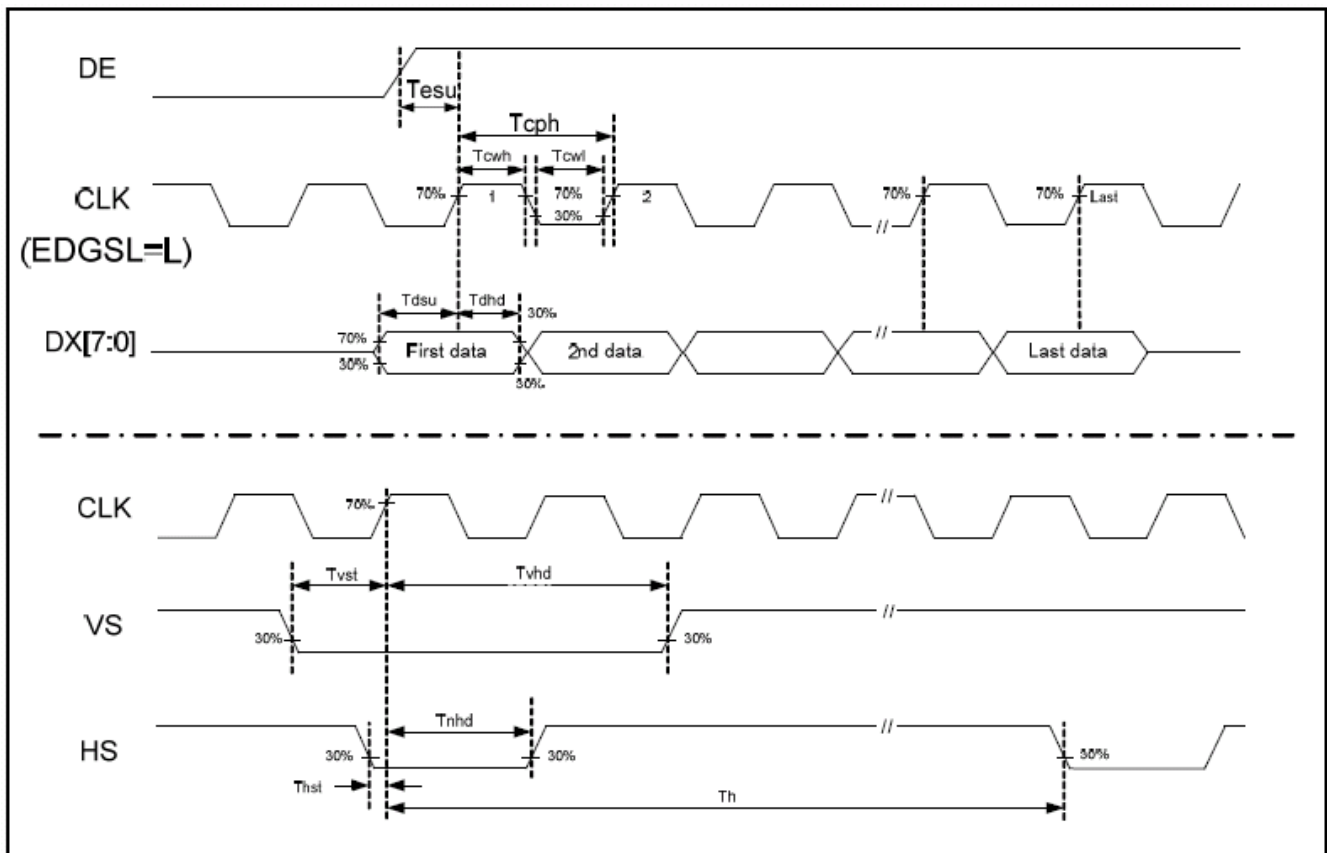 DE
Tesu
Tcph
Tcwh
Tcwl
CLK
70%
1
70%
30%
2
70%
70%
Last
//
(EDGSL=L)
Tdsu
Tdhd
30%
DX[7:0]
70%
30%
First data
2nd data
//
Last data
30%
CLK
70%
//
Tvst
Tvhd
VS
30%
30%
//
Tnhd
HS
30%
30%
//
30%
Thst
Th